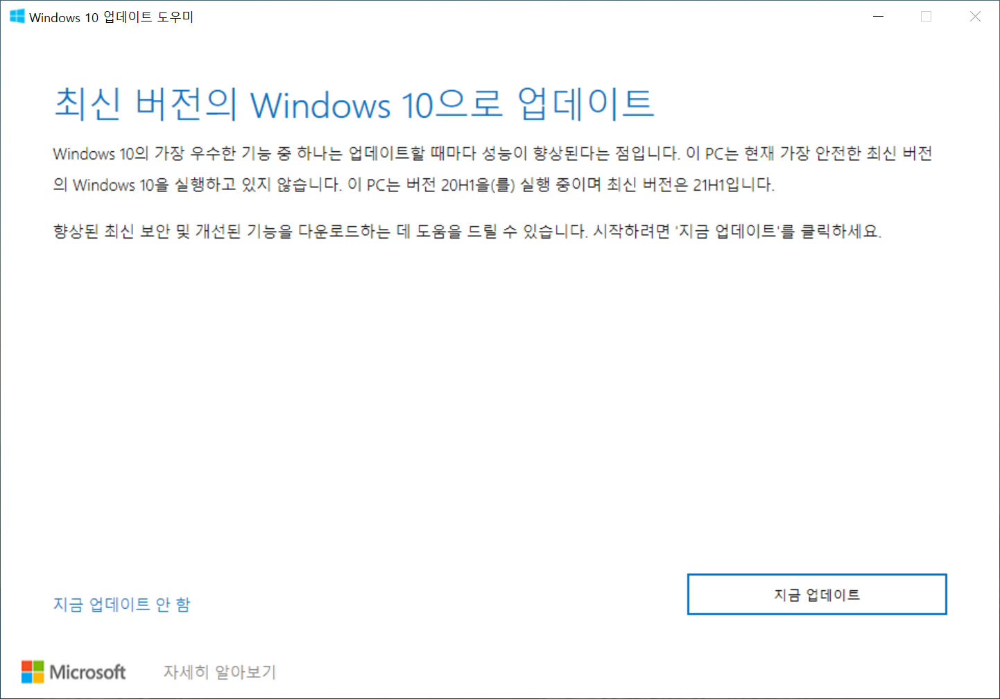 Windows 10 업데이트 도우미
최신 버전의 Windows 10으로 업데이트
Windows 10의 가장 우수한 기능 중 하나는 업데이트할 때마다 성능이 향상된다는 점입니다. 이 PC는 현재 가장 안전한 최신 버전
의 Windows 10을 실행하고 있지 않습니다. 이 PC는 버전 20H1을(를) 실행 중이며 최신 버전은 21H1입니다.
향상된 최신 보안 및 개선된 기능을 다운로드하는 데 도움을 드릴 수 있습니다. 시작하려면 '지금 업데이트'를 클릭하세요.
지금 업데이트 안 함
지금 업데이트
Microsoft
자세히 알아보기